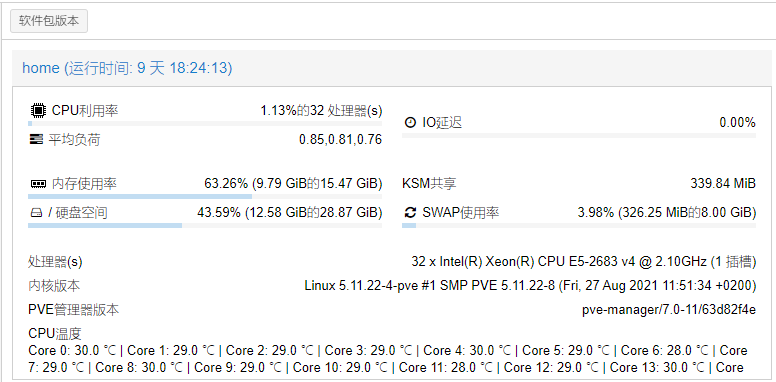 软件包版本
home (运行时间: 9 天 18:24:13)
CPU利用率 1.13%的32 处理器(s)
IO延迟 0.00%
平均负荷 0.85,0.81,0.76
内存使用率 63.26% (9.79 GiB的15.47 GiB)
KSM共享 339.84 MiB
/ 硬盘空间 43.59% (12.58 GiB的28.87 GiB)
SWAP使用率 3.98% (326.25 MiB的8.00 GiB)
处理器(s) 32 x Intel(R) Xeon(R) CPU E5-2683 v4 @ 2.10GHz (1 插槽)
内核版本 Linux 5.11.22-4-pve #1 SMP PVE 5.11.22-8 (Fri, 27 Aug 2021 11:51:34 +0200)
PVE管理器版本 pve-manager/7.0-11/63d82f4e
CPU温度
Core 0: 30.0 ℃ | Core 1: 29.0 ℃ | Core 2: 29.0 ℃ | Core 3: 29.0 ℃ | Core 4: 30.0 ℃ | Core 5: 29.0 ℃ | Core 6: 28.0 ℃ | Core
7: 29.0 ℃ | Core 8: 30.0 ℃ | Core 9: 29.0 ℃ | Core 10: 29.0 ℃ | Core 11: 28.0 ℃ | Core 12: 29.0 ℃ | Core 13: 30.0 ℃ | Core